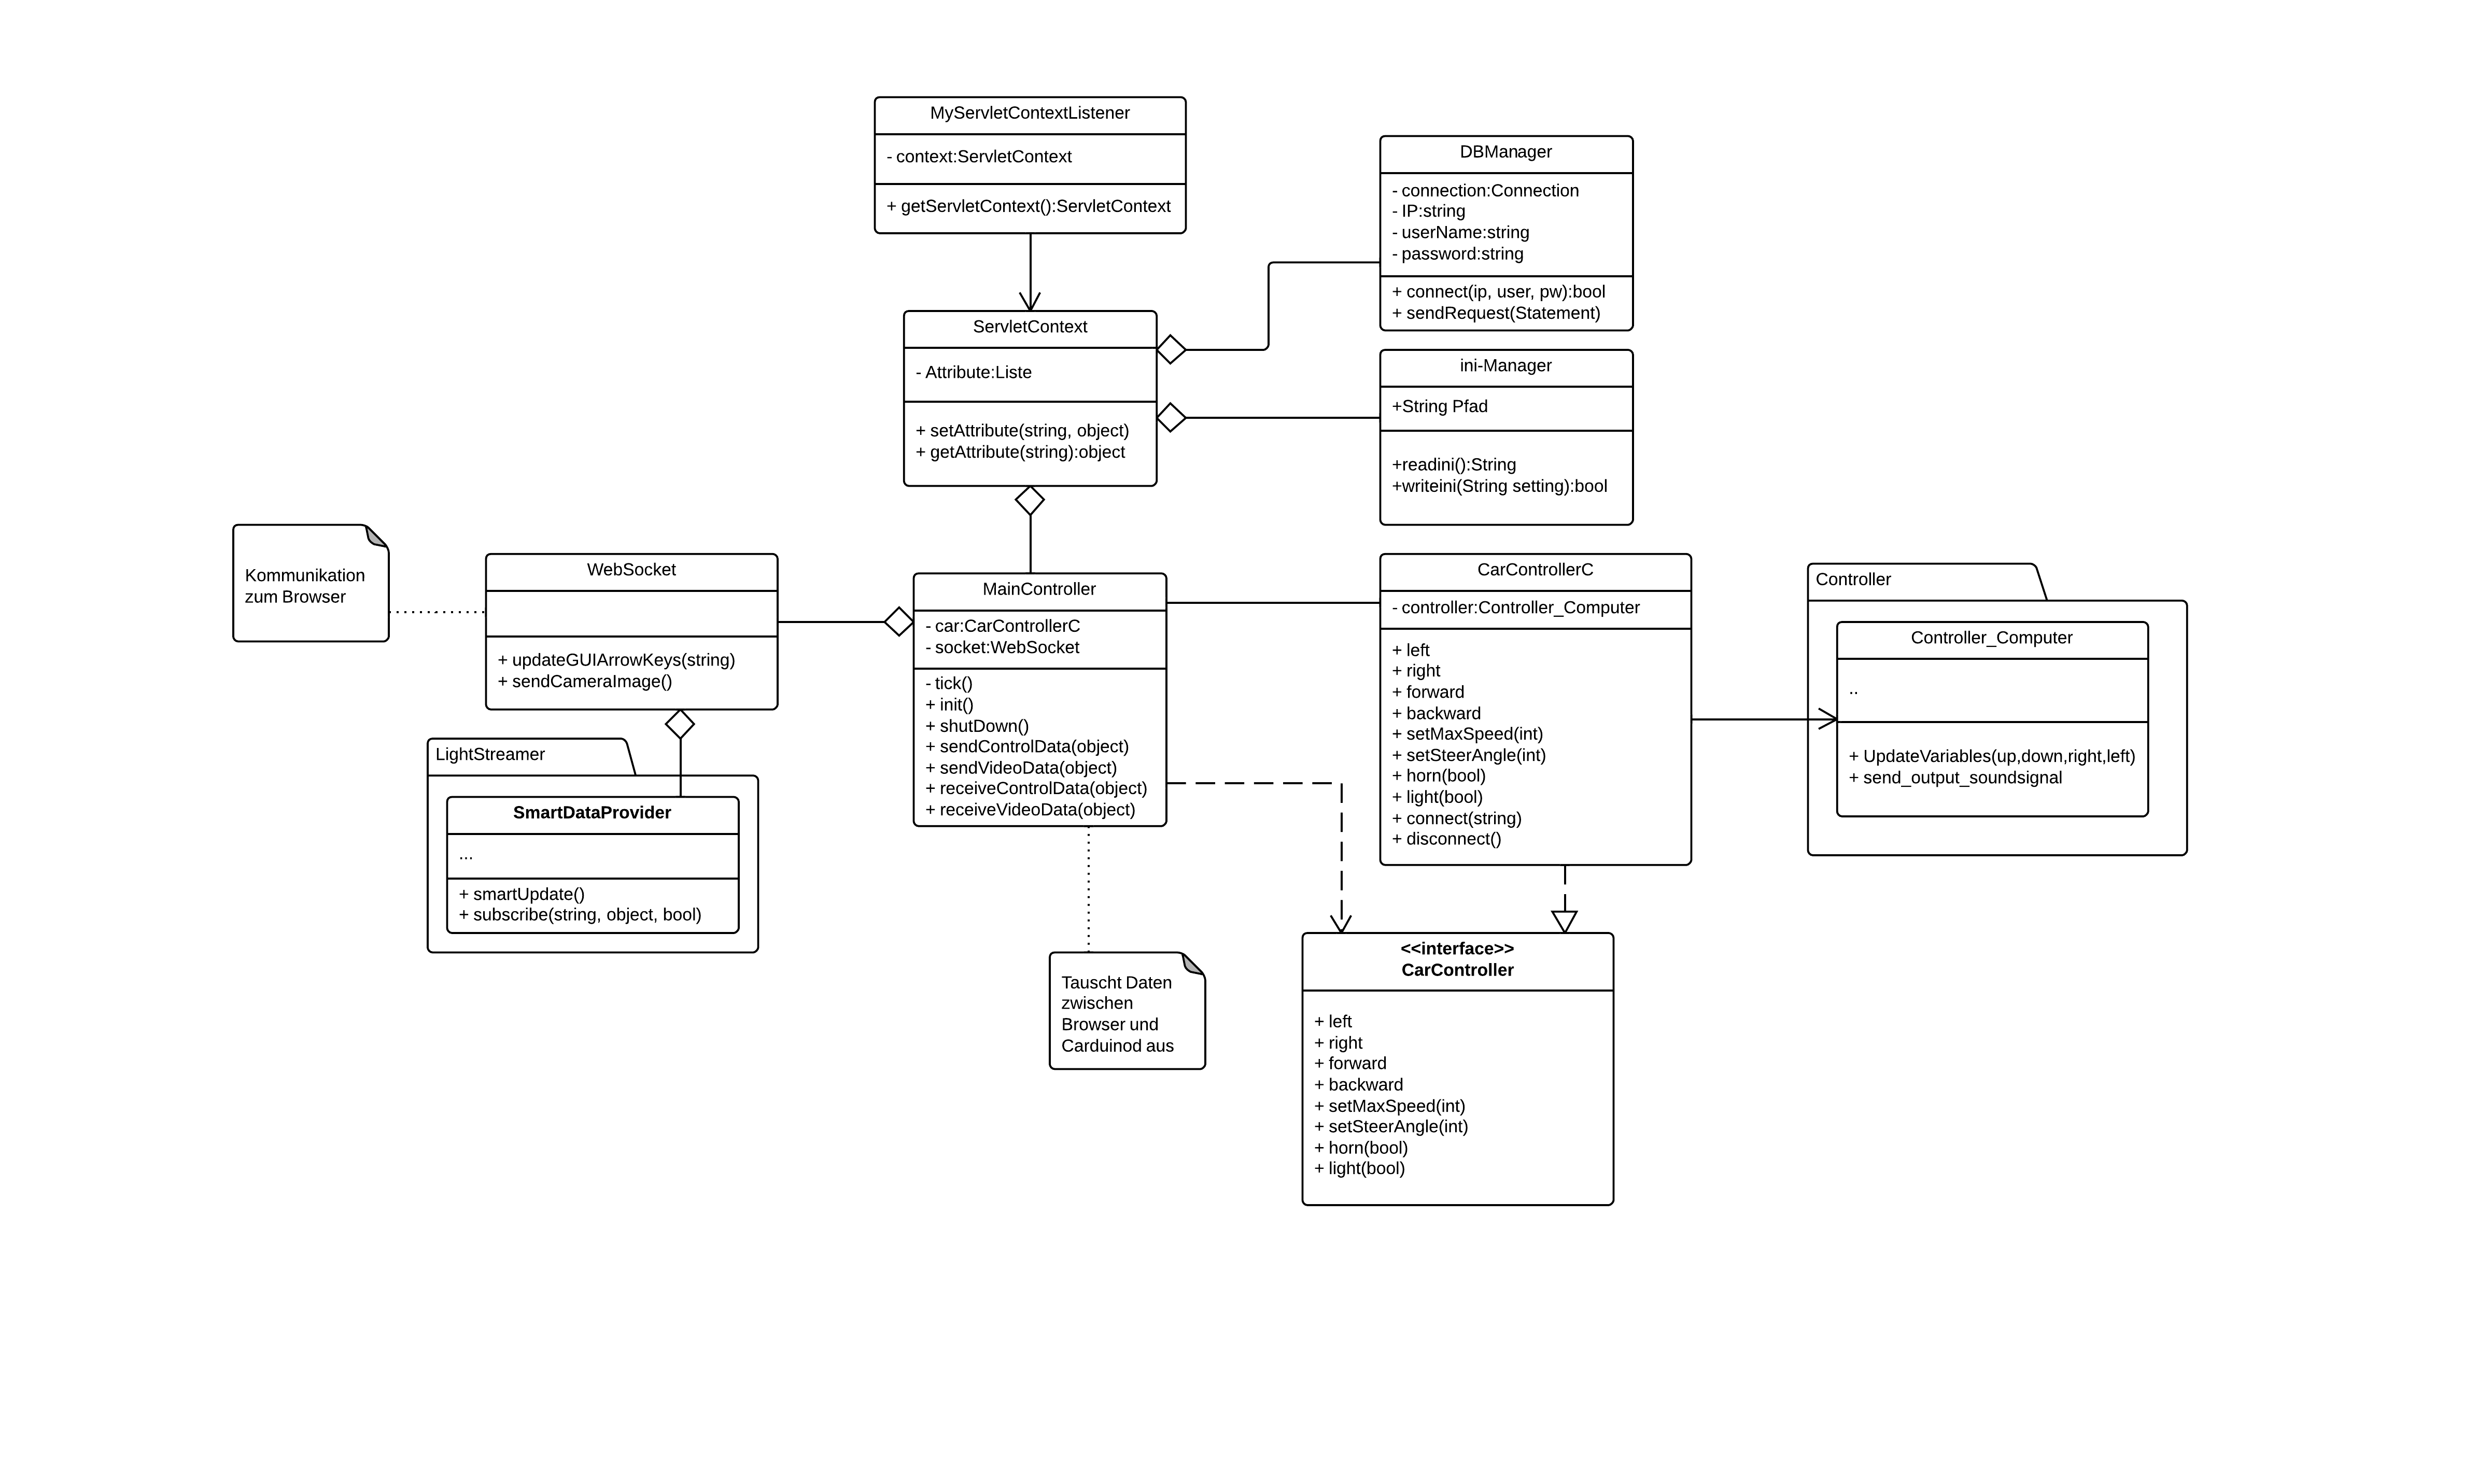 MyServletContextListener
- context:ServletContext
+ getServletContext():ServletContext
DBManager
- connection:Connection
- IP:string
- userName:string
- password:string
+ connect(ip, user, pw):bool
+ sendRequest(Statement)
ServletContext
- Attribute:Liste
+ setAttribute(string, object)
+ getAttribute(string):object
ini-Manager
+String Pfad
+readini():String
+writeini(String setting):bool
Kommunikation
zum Browser
WebSocket
+ updateGUIArrowKeys(string)
+ sendCameraImage()
MainController
- car:CarControllerC
- socket:WebSocket
- tick()
+ init()
+ shutDown()
+ sendControlData(object)
+ sendVideoData(object)
+ receiveControlData(object)
+ receiveVideoData(object)
CarControllerC
- controller:Controller_Computer
+ left
+ right
+ forward
+ backward
+ setMaxSpeed(int)
+ setSteerAngle(int)
+ horn(bool)
+ light(bool)
+ connect(string)
+ disconnect()
Controller
Controller_Computer
..
+ UpdateVariables(up,down,right,left)
+ send_output_soundsignal
LightStreamer
SmartDataProvider
...
+ smartUpdate()
+ subscribe(string, object, bool)
Tauscht Daten
zwischen
Browser und
Carduinod aus
<<interface>>
CarController
+ left
+ right
+ forward
+ backward
+ setMaxSpeed(int)
+ setSteerAngle(int)
+ horn(bool)
+ light(bool)